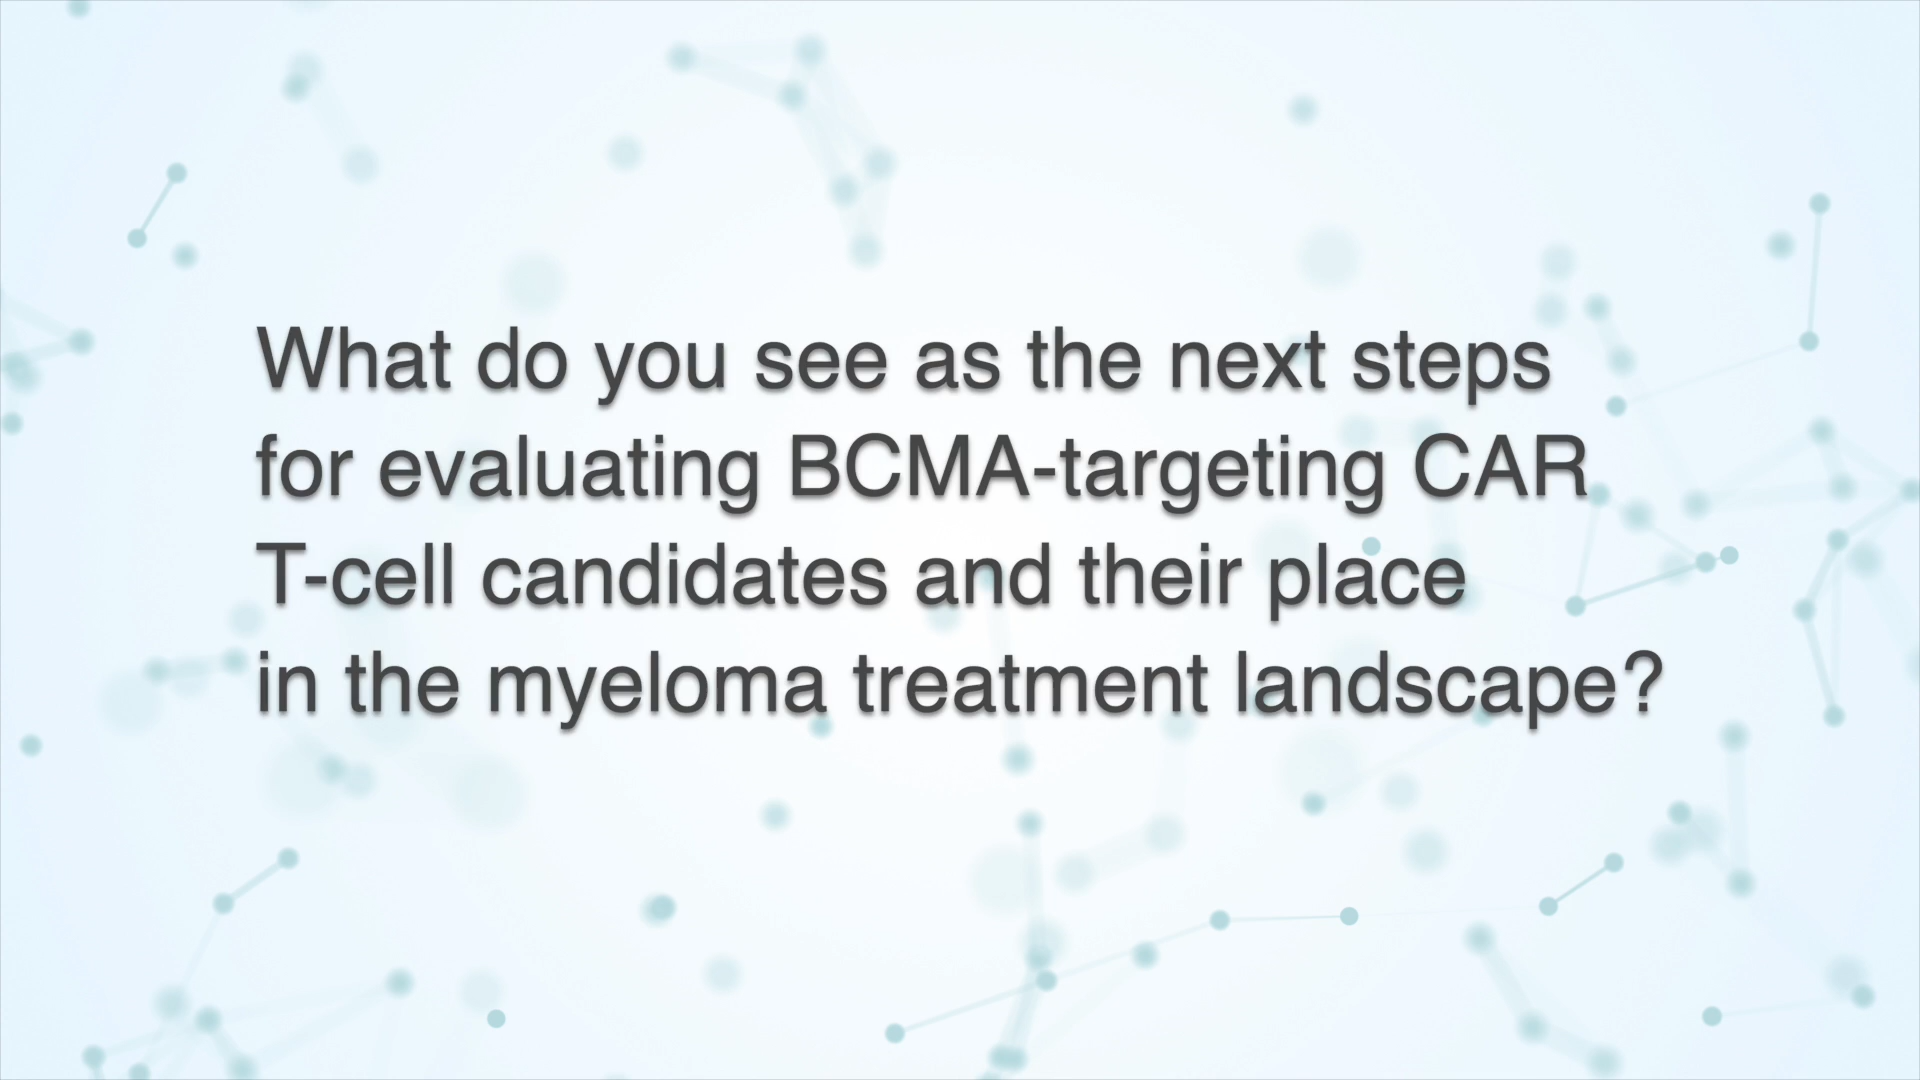 What do you see as the next steps
for evaluating BCMA-targeting CAR
T-cell candidates and their place
in the myeloma treatment landscape?